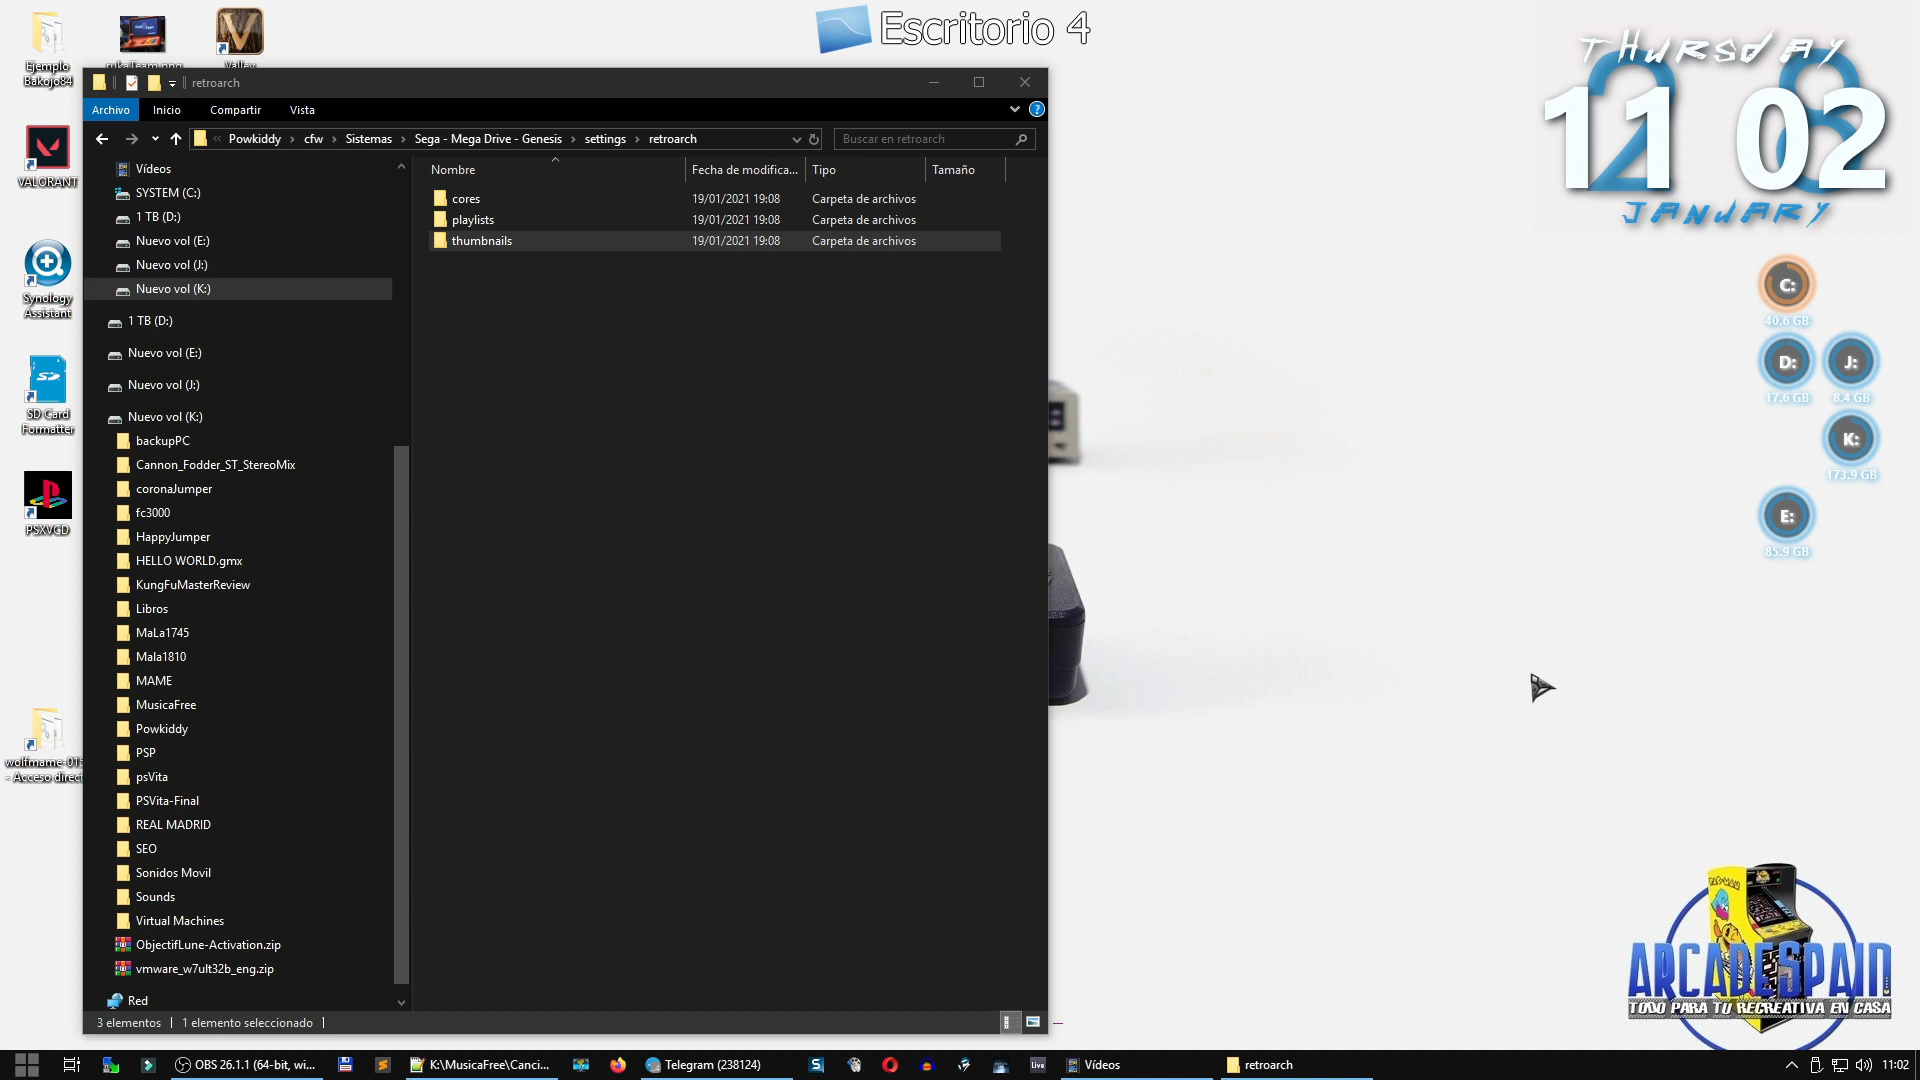 Escritorio 4
THURSDAY
28
11 02
JANUARY
C:
40.6 GB
D:
17.6 GB
J:
8.4 GB
K:
173.9 GB
E:
85.9 GB
ARCADESPAIN
TODO PARA TU RECREATIVA EN CASA
Ejemplo
Bakojo84
Valley
VALORANT
Synology
Assistant
SD Card
Formatter
PSXVCD
- Acceso direct
retroarch
Archivo
Inicio
Compartir
Vista
Powkiddy
cfw
Sistemas
Sega - Mega Drive - Genesis
settings
retroarch
Buscar en retroarch
Nombre
Fecha de modifica...
Tipo
Tamaño
cores 19/01/2021 19:08 Carpeta de archivos
playlists 19/01/2021 19:08 Carpeta de archivos
thumbnails 19/01/2021 19:08 Carpeta de archivos
Vídeos
SYSTEM (C:)
1 TB (D:)
Nuevo vol (E:)
Nuevo vol (J:)
Nuevo vol (K:)
1 TB (D:)
Nuevo vol (E:)
Nuevo vol (J:)
Nuevo vol (K:)
backupPC
Cannon_Fodder_ST_StereoMix
coronaJumper
fc3000
HappyJumper
HELLO WORLD.gmx
KungFuMasterReview
Libros
MaLa1745
Mala1810
MAME
MusicaFree
Powkiddy
PSP
psVita
PSVita-Final
REAL MADRID
SEO
Sonidos Movil
Sounds
Virtual Machines
ObjectifLune-Activation.zip
vmware_w7ult32b_eng.zip
Red
3 elementos
1 elemento seleccionado
OBS 26.1.1 (64-bit, wi...
K:\MusicaFree\Canci...
Telegram (238124)
Live
Vídeos
retroarch
11:02